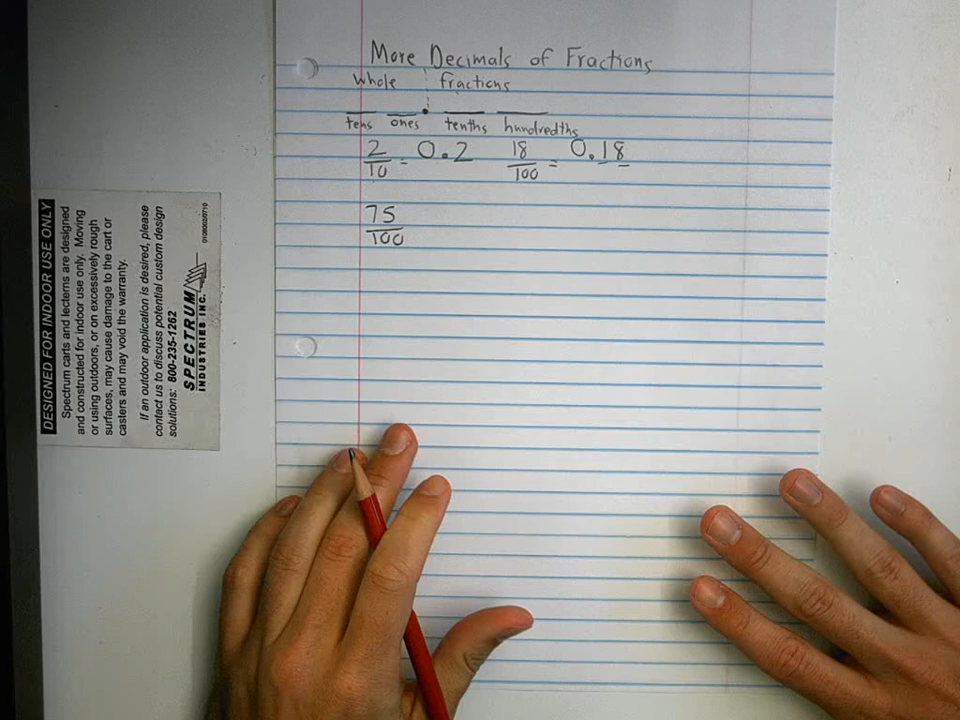 More Decimals of Fractions
whole fractions
tens ones . tenths hundredths
2/10 = 0.2 18/100 = 0.18
75/100
DESIGNED FOR INDOOR USE ONLY
Spectrum carts and lecterns are designed
and constructed for indoor use only. Moving
or using outdoors, or on excessively rough
surfaces, may cause damage to the cart or
casters and may void the warranty.
If an outdoor application is desired, please
contact us to discuss potential custom design
solutions: 800-235-1262
SPECTRUM
INDUSTRIES INC.